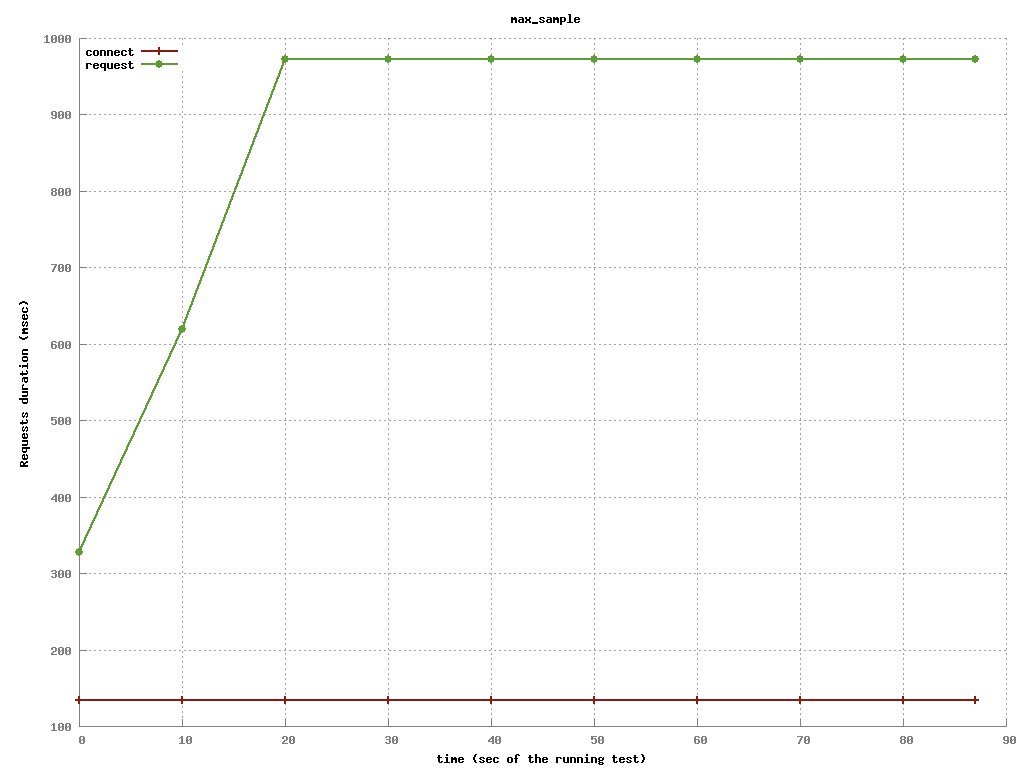 max_sample
connect
request
1000
900
800
700
600
500
400
300
200
100
Requests duration (msec)
0 10 20 30 40 50 60 70 80 90
time (sec of the running test)